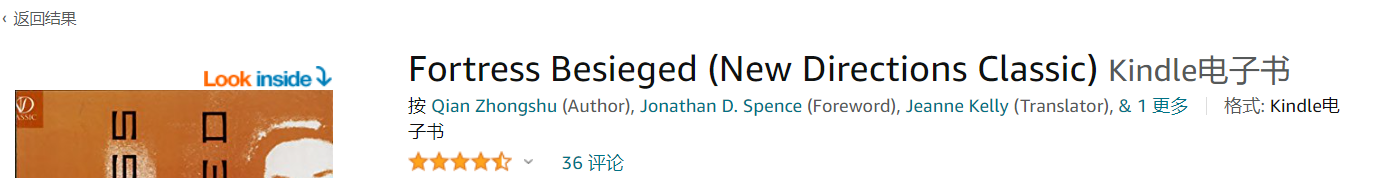 ‹ 返回结果
Look inside
Fortress Besieged (New Directions Classic) Kindle电子书
按 Qian Zhongshu (Author), Jonathan D. Spence (Foreword), Jeanne Kelly (Translator), & 1 更多 格式: Kindle电
子书
36 评论